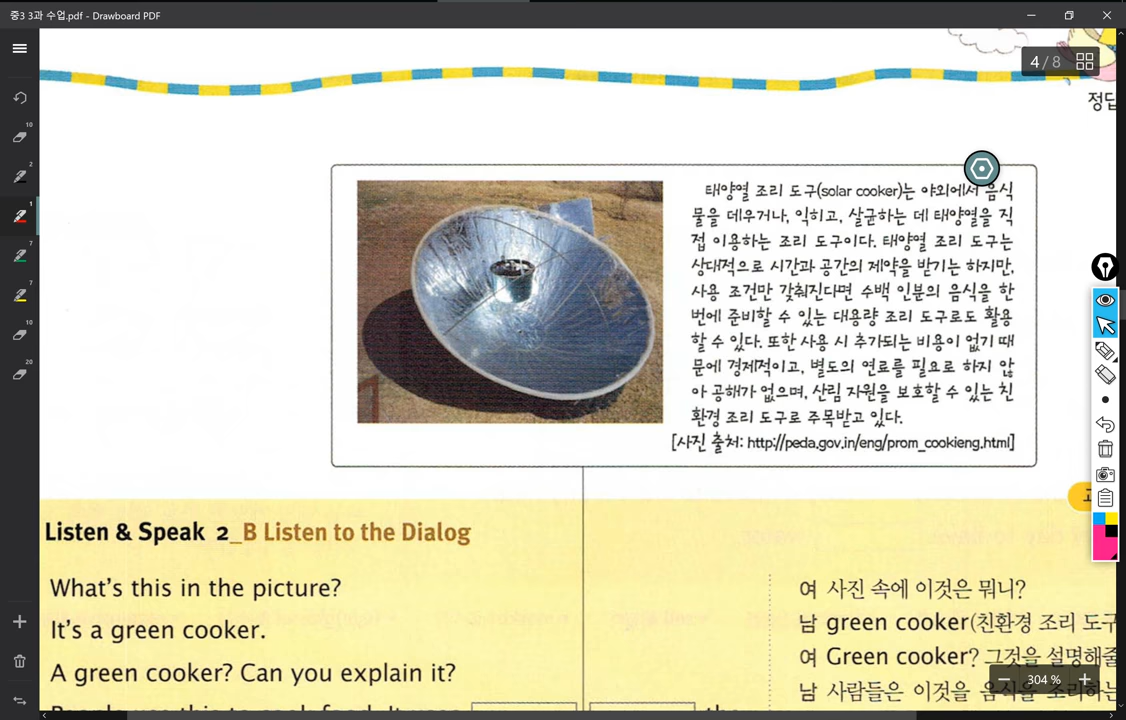 중3 3과 수업.pdf - Drawboard PDF
4 / 8
정답
10
2
1
7
7
10
20
태양열 조리 도구(solar cooker)는 야외에서 음식
물을 데우거나, 익히고, 살균하는 데 태양열을 직
접 이용하는 조리 도구이다. 태양열 조리 도구는
상대적으로 시간과 공간의 제약을 받기는 하지만,
사용 조건만 갖춰진다면 수백 인분의 음식을 한
번에 준비할 수 있는 대용량 조리 도구로도 활용
할 수 있다. 또한 사용 시 추가되는 비용이 없기 때
문에 경제적이고, 별도의 연료를 필요로 하지 않
아 공해가 없으며, 산림 자원을 보호할 수 있는 친
환경 조리 도구로 주목받고 있다.
[사진 출처: http://peda.gov.in/eng/prom_cookieng.html]
Listen & Speak 2_B Listen to the Dialog
What's this in the picture?
It's a green cooker.
A green cooker? Can you explain it?
여 사진 속에 이것은 뭐니?
남 green cooker(친환경 조리 도구
여 Green cooker? 그것을 설명해줄
남 사람들은 이것을 음식을 조리하는
304 %